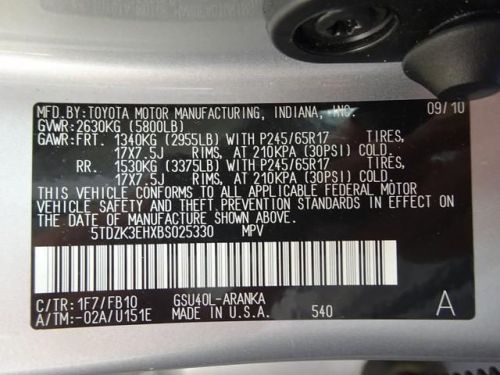 MFD.BY:TOYOTA MOTOR MANUFACTURING, INDIANA, INC. 09/10
GVWR:2630KG (5800LB)
GAWR:FRT. 1340KG (2955LB) WITH P245/65R17 TIRES,
17X7.5J RIMS, AT 210KPA (30PSI) COLD
RR. 1530KG (3375LB) WITH P245/65R17 TIRES,
17X7.5J RIMS, AT 210KPA (30PSI) COLD
THIS VEHICLE CONFORMS TO ALL APPLICABLE FEDERAL MOTOR
VEHICLE SAFETY AND THEFT PREVENTION STANDARDS IN EFFECT ON
THE DATE OF MANUFACTURE SHOWN ABOVE.
5TDZK3EHXBS025330 MPV
C/TR:1F7/FB10 GSU40L-ARANKA A
A/TM:-02A/U151E MADE IN U.S.A. 540